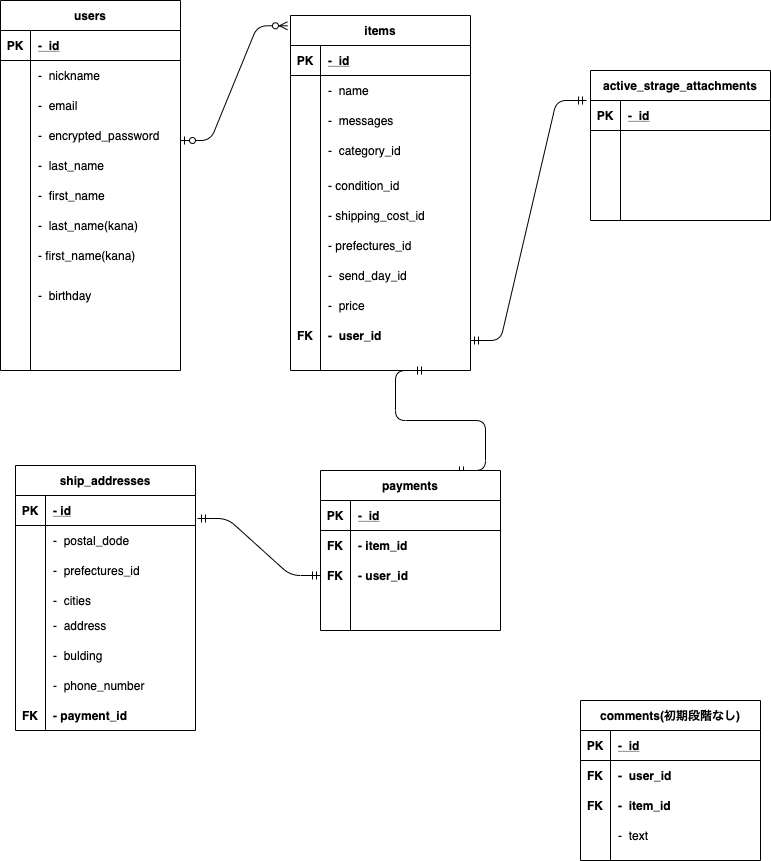 users
PK - id
- nickname
- email
- encrypted_password
- last_name
- first_name
- last_name(kana)
- first_name(kana)
- birthday
items
PK - id
- name
- messages
- category_id
- condition_id
- shipping_cost_id
- prefectures_id
- send_day_id
- price
FK - user_id
active_strage_attachments
PK - id
ship_addresses
PK - id
- postal_dode
- prefectures_id
- cities
- address
- bulding
- phone_number
FK - payment_id
payments
PK - id
FK - item_id
FK - user_id
comments(初期段階なし)
PK - id
FK - user_id
FK - item_id
- text